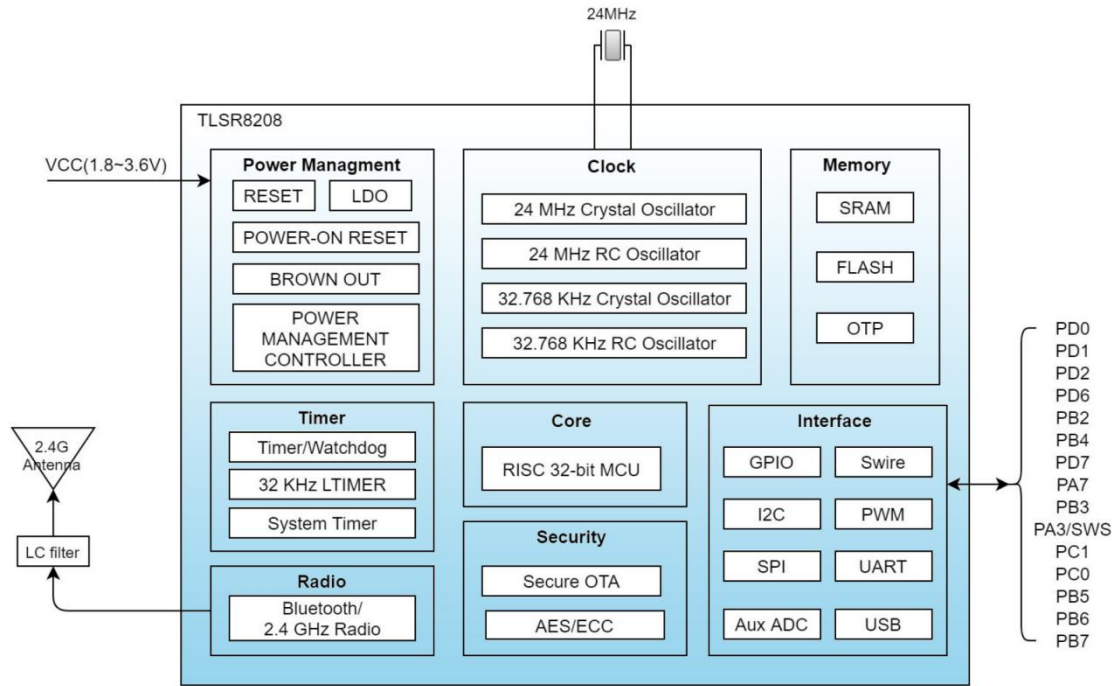 24MHz
TLSR8208
VCC(1.8~3.6V)
Power Managment
RESET
LDO
POWER-ON RESET
BROWN OUT
POWER
MANAGEMENT
CONTROLLER
Clock
24 MHz Crystal Oscillator
24 MHz RC Oscillator
32.768 KHz Crystal Oscillator
32.768 KHz RC Oscillator
Memory
SRAM
FLASH
OTP
Timer
Timer/Watchdog
32 KHz LTIMER
System Timer
Core
RISC 32-bit MCU
Interface
GPIO
Swire
I2C
PWM
SPI
UART
Aux ADC
USB
Security
Secure OTA
AES/ECC
Radio
Bluetooth/
2.4 GHz Radio
2.4G
Antenna
LC filter
PD0
PD1
PD2
PD6
PB2
PB4
PD7
PA7
PB3
PA3/SWS
PC1
PC0
PB5
PB6
PB7